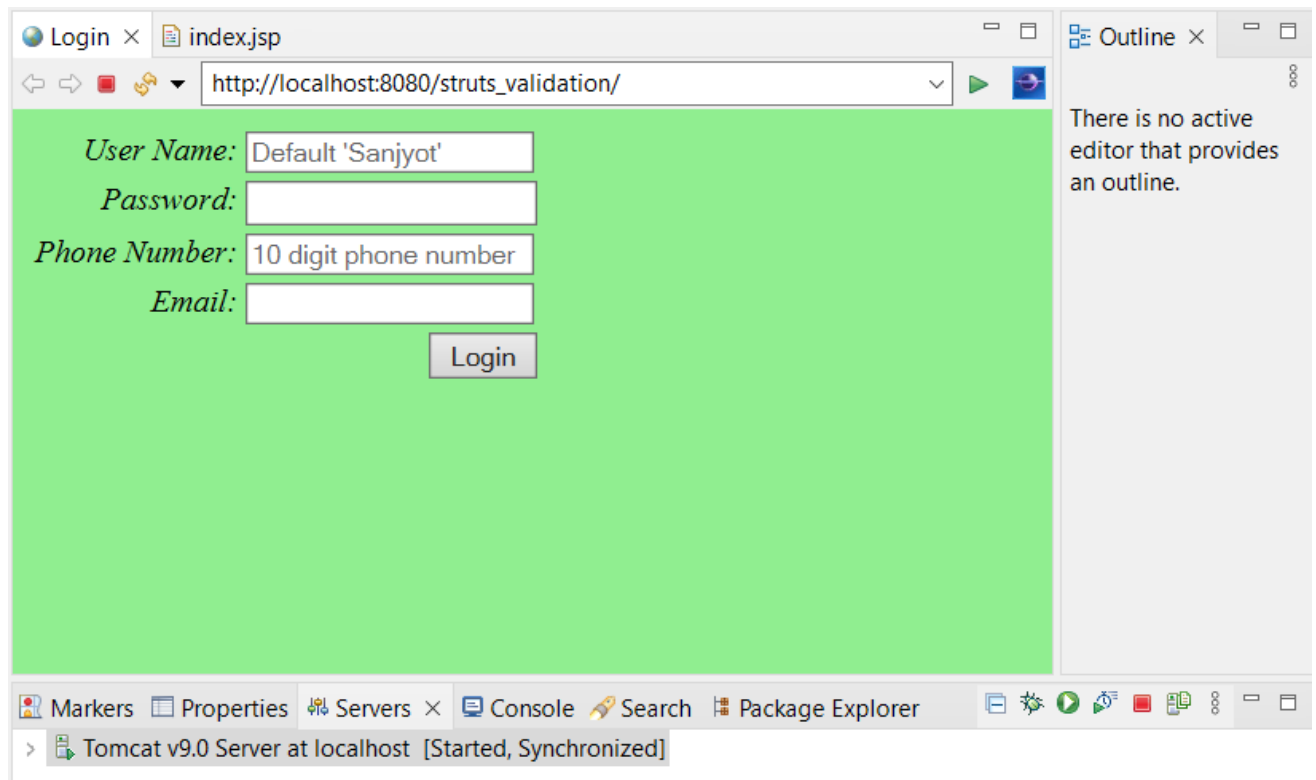 Login index.jsp
http://localhost:8080/struts_validation/
User Name: Default 'Sanjyot'
Password:
Phone Number: 10 digit phone number
Email:
Login
Outline
There is no active
editor that provides
an outline.
Markers Properties Servers Console Search Package Explorer
Tomcat v9.0 Server at localhost [Started, Synchronized]